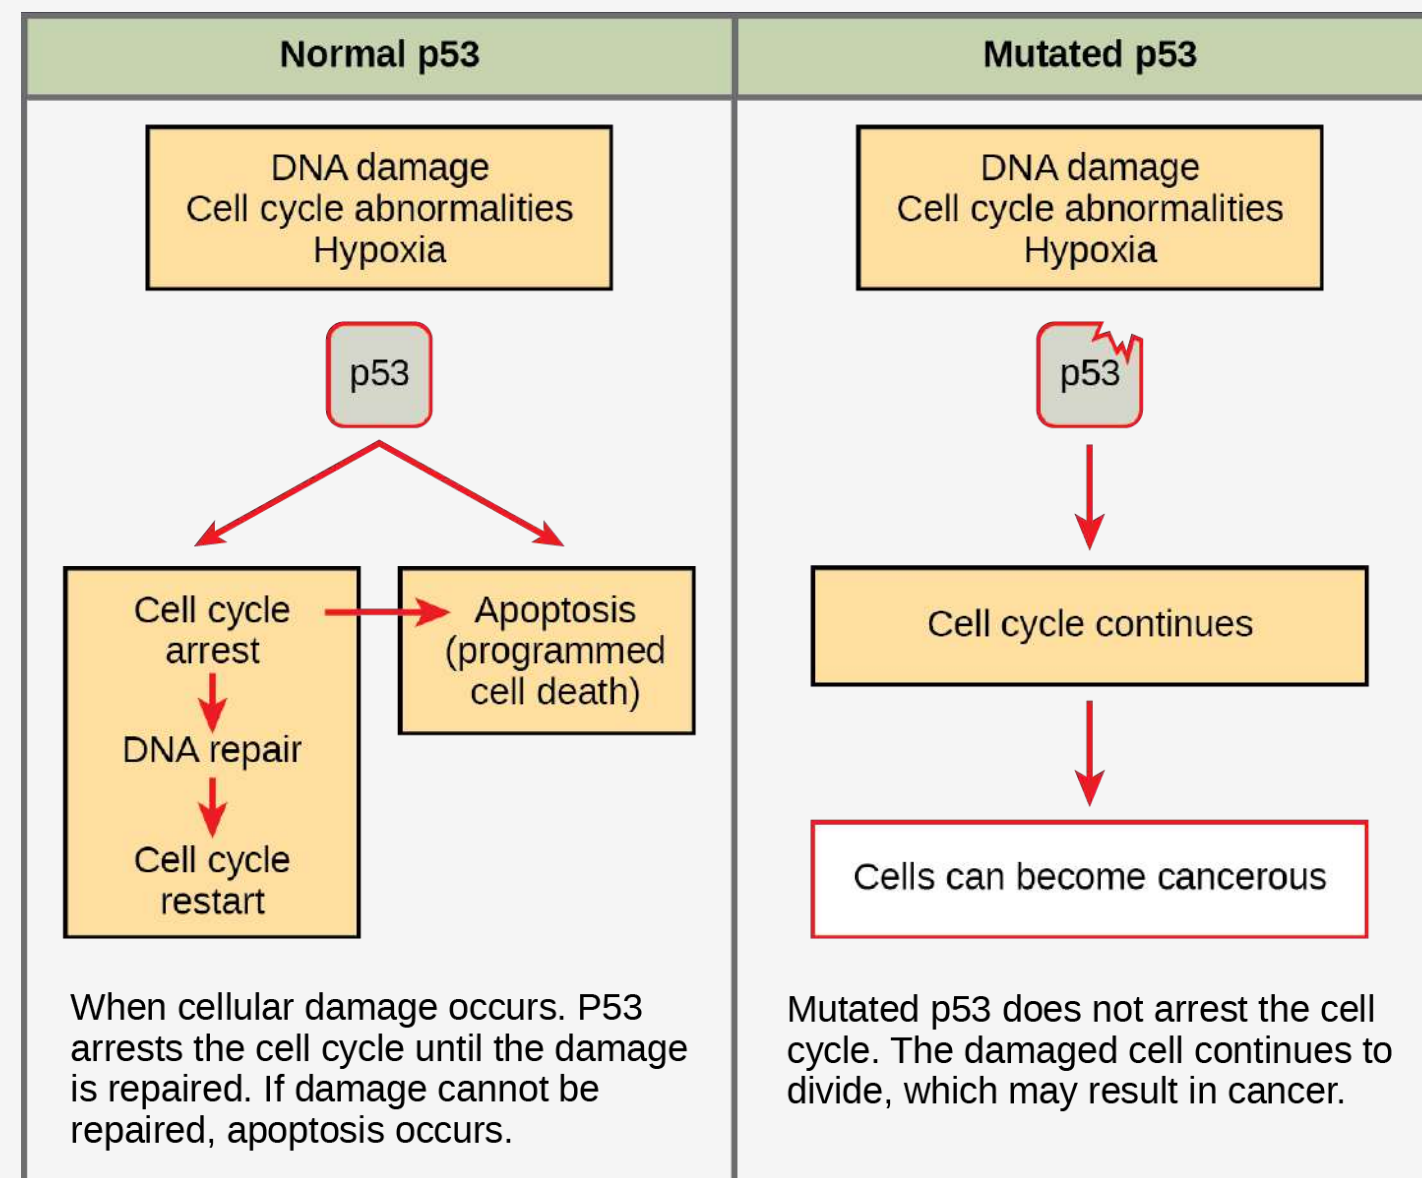 Normal p53
DNA damage
Cell cycle abnormalities
Hypoxia
p53
Cell cycle
arrest
DNA repair
Cell cycle
restart
Apoptosis
(programmed
cell death)
When cellular damage occurs. P53
arrests the cell cycle until the damage
is repaired. If damage cannot be
repaired, apoptosis occurs.
Mutated p53
DNA damage
Cell cycle abnormalities
Hypoxia
p53
Cell cycle continues
Cells can become cancerous
Mutated p53 does not arrest the cell
cycle. The damaged cell continues to
divide, which may result in cancer.